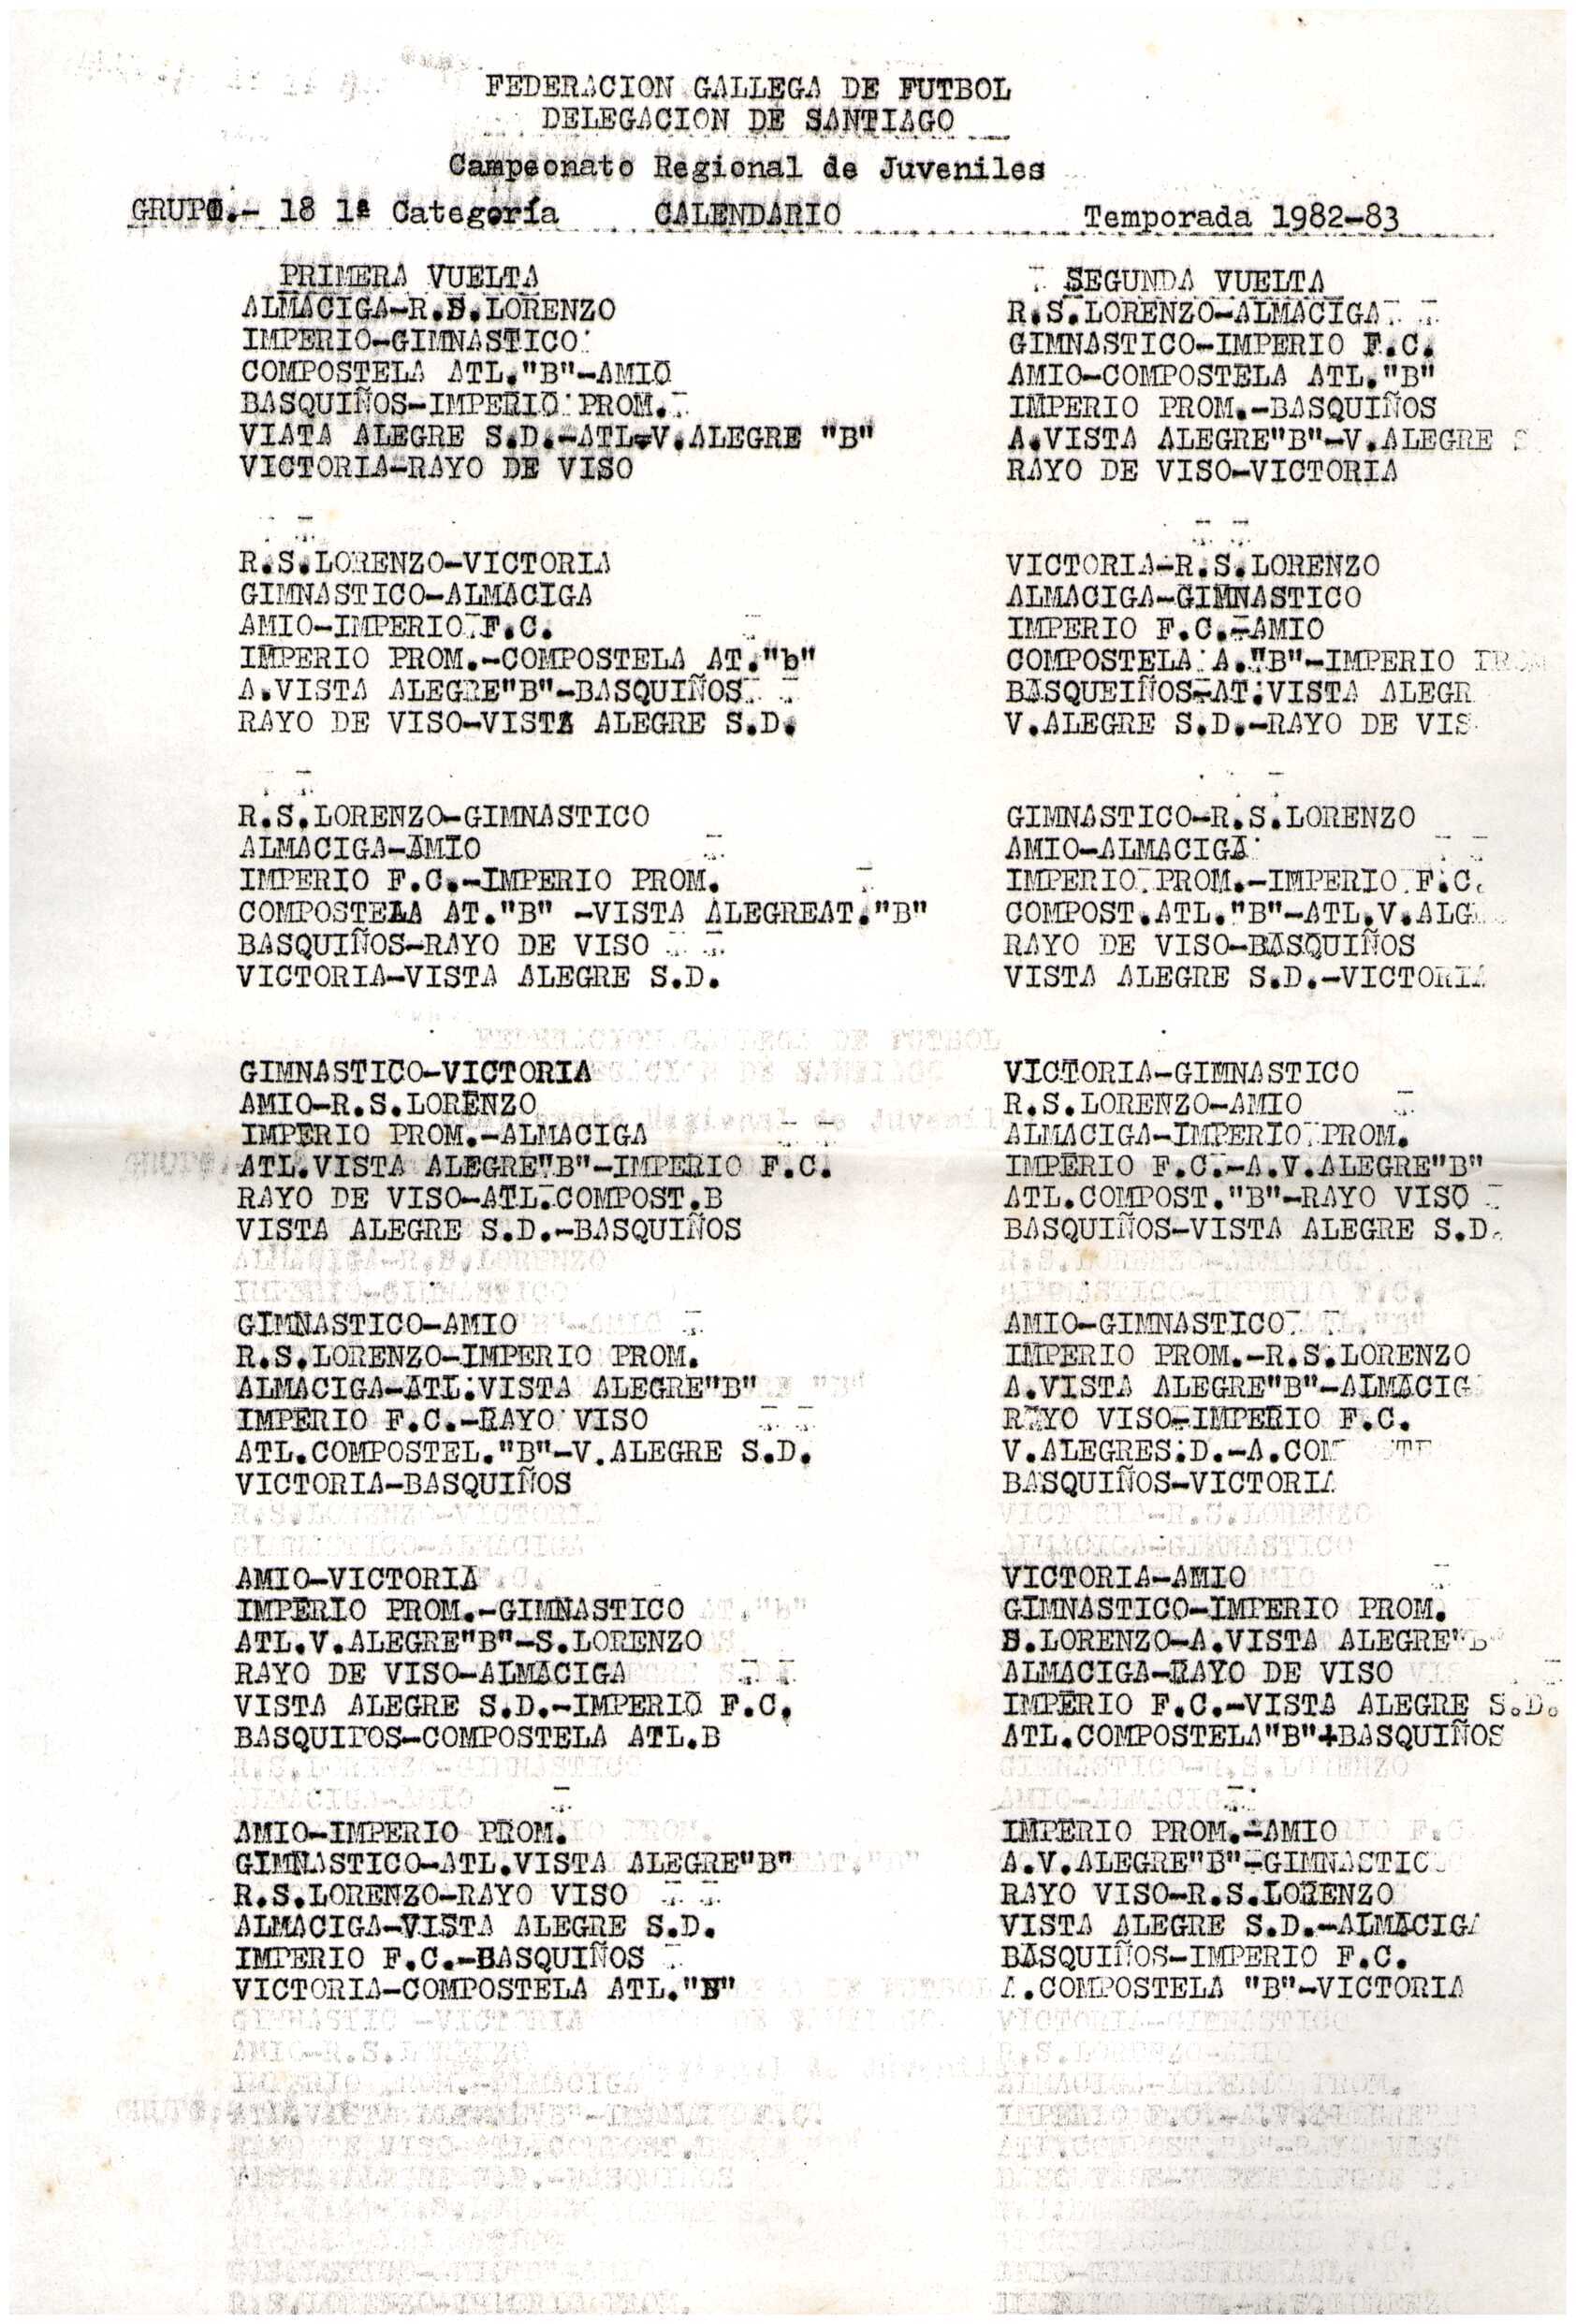 FEDERACION GALLEGA DE FUTBOL
DELEGACION DE SANTIAGO
Campeonato Regional de Juveniles
GRUPO.- 18 1ª Categoría CALENDARIO Temporada 1982-83
PRIMERA VUELTA
ALMACIGA-R.S.LORENZO
IMPERIO-GIMNASTICO
COMPOSTELA ATL."B"-AMIO
BASQUIÑOS-IMPERIO PROM.
VIATA ALEGRE S.D.-ATL.V.ALEGRE "B"
VICTORIA-RAYO DE VISO
R.S.LORENZO-VICTORIA
GIMNASTICO-ALMACIGA
AMIO-IMPERIO F.C.
IMPERIO PROM.-COMPOSTELA AT."b"
A.VISTA ALEGRE"B"-BASQUIÑOS
RAYO DE VISO-VISTA ALEGRE S.D.
R.S.LORENZO-GIMNASTICO
ALMACIGA-AMIO
IMPERIO F.C.-IMPERIO PROM.
COMPOSTELA AT."B" -VISTA ALEGREAT."B"
BASQUIÑOS-RAYO DE VISO
VICTORIA-VISTA ALEGRE S.D.
GIMNASTICO-VICTORIA
AMIO-R.S.LORENZO
IMPERIO PROM.-ALMACIGA
ATL.VISTA ALEGRE"B"-IMPERIO F.C.
RAYO DE VISO-ATL.COMPOST.B
VISTA ALEGRE S.D.-BASQUIÑOS
GIMNASTICO-AMIO
R.S.LORENZO-IMPERIO PROM.
ALMACIGA-ATL.VISTA ALEGRE"B"
IMPERIO F.C.-RAYO VISO
ATL.COMPOSTEL."B"-V.ALEGRE S.D.
VICTORIA-BASQUIÑOS
AMIO-VICTORIA
IMPERIO PROM.-GIMNASTICO
ATL.V.ALEGRE"B"-S.LORENZO
RAYO DE VISO-ALMACIGA
VISTA ALEGRE S.D.-IMPERIO F.C.
BASQUIÑOS-COMPOSTELA ATL.B
AMIO-IMPERIO PROM.
GIMNASTICO-ATL.VISTA ALEGRE"B"
R.S.LORENZO-RAYO VISO
ALMACIGA-VISTA ALEGRE S.D.
IMPERIO F.C.-BASQUIÑOS
VICTORIA-COMPOSTELA ATL."B"
SEGUNDA VUELTA
R.S.LORENZO-ALMACIGA
GIMNASTICO-IMPERIO F.C.
AMIO-COMPOSTELA ATL."B"
IMPERIO PROM.-BASQUIÑOS
A.VISTA ALEGRE"B"-V.ALEGRE S
RAYO DE VISO-VICTORIA
VICTORIA-R.S.LORENZO
ALMACIGA-GIMNASTICO
IMPERIO F.C.-AMIO
COMPOSTELA A."B"-IMPERIO PROM
BASQUEIÑOS-AT.VISTA ALEGR
V.ALEGRE S.D.-RAYO DE VIS
GIMNASTICO-R.S.LORENZO
AMIO-ALMACIGA
IMPERIO PROM.-IMPERIO F.C.
COMPOST.ATL."B"-ATL.V.ALG
RAYO DE VISO-BASQUIÑOS
VISTA ALEGRE S.D.-VICTORIA
VICTORIA-GIMNASTICO
R.S.LORENZO-AMIO
ALMACIGA-IMPERIO PROM.
IMPERIO F.C.-A.V.ALEGRE"B"
ATL.COMPOST."B"-RAYO VISO
BASQUIÑOS-VISTA ALEGRE S.D.
AMIO-GIMNASTICO
IMPERIO PROM.-R.S.LORENZO
A.VISTA ALEGRE"B"-ALMACIG
RAYO VISO-IMPERIO F.C.
V.ALEGRES.D.-A.COM
BASQUIÑOS-VICTORIA
VICTORIA-AMIO
GIMNASTICO-IMPERIO PROM.
S.LORENZO-A.VISTA ALEGRE"B"
ALMACIGA-RAYO DE VISO
IMPERIO F.C.-VISTA ALEGRE S.D.
ATL.COMPOSTELA"B"+BASQUIÑOS
IMPERIO PROM.-AMIO
A.V.ALEGRE"B"-GIMNASTIC
RAYO VISO-R.S.LORENZO
VISTA ALEGRE S.D.-ALMACIGA
BASQUIÑOS-IMPERIO F.C.
A.COMPOSTELA "B"-VICTORIA